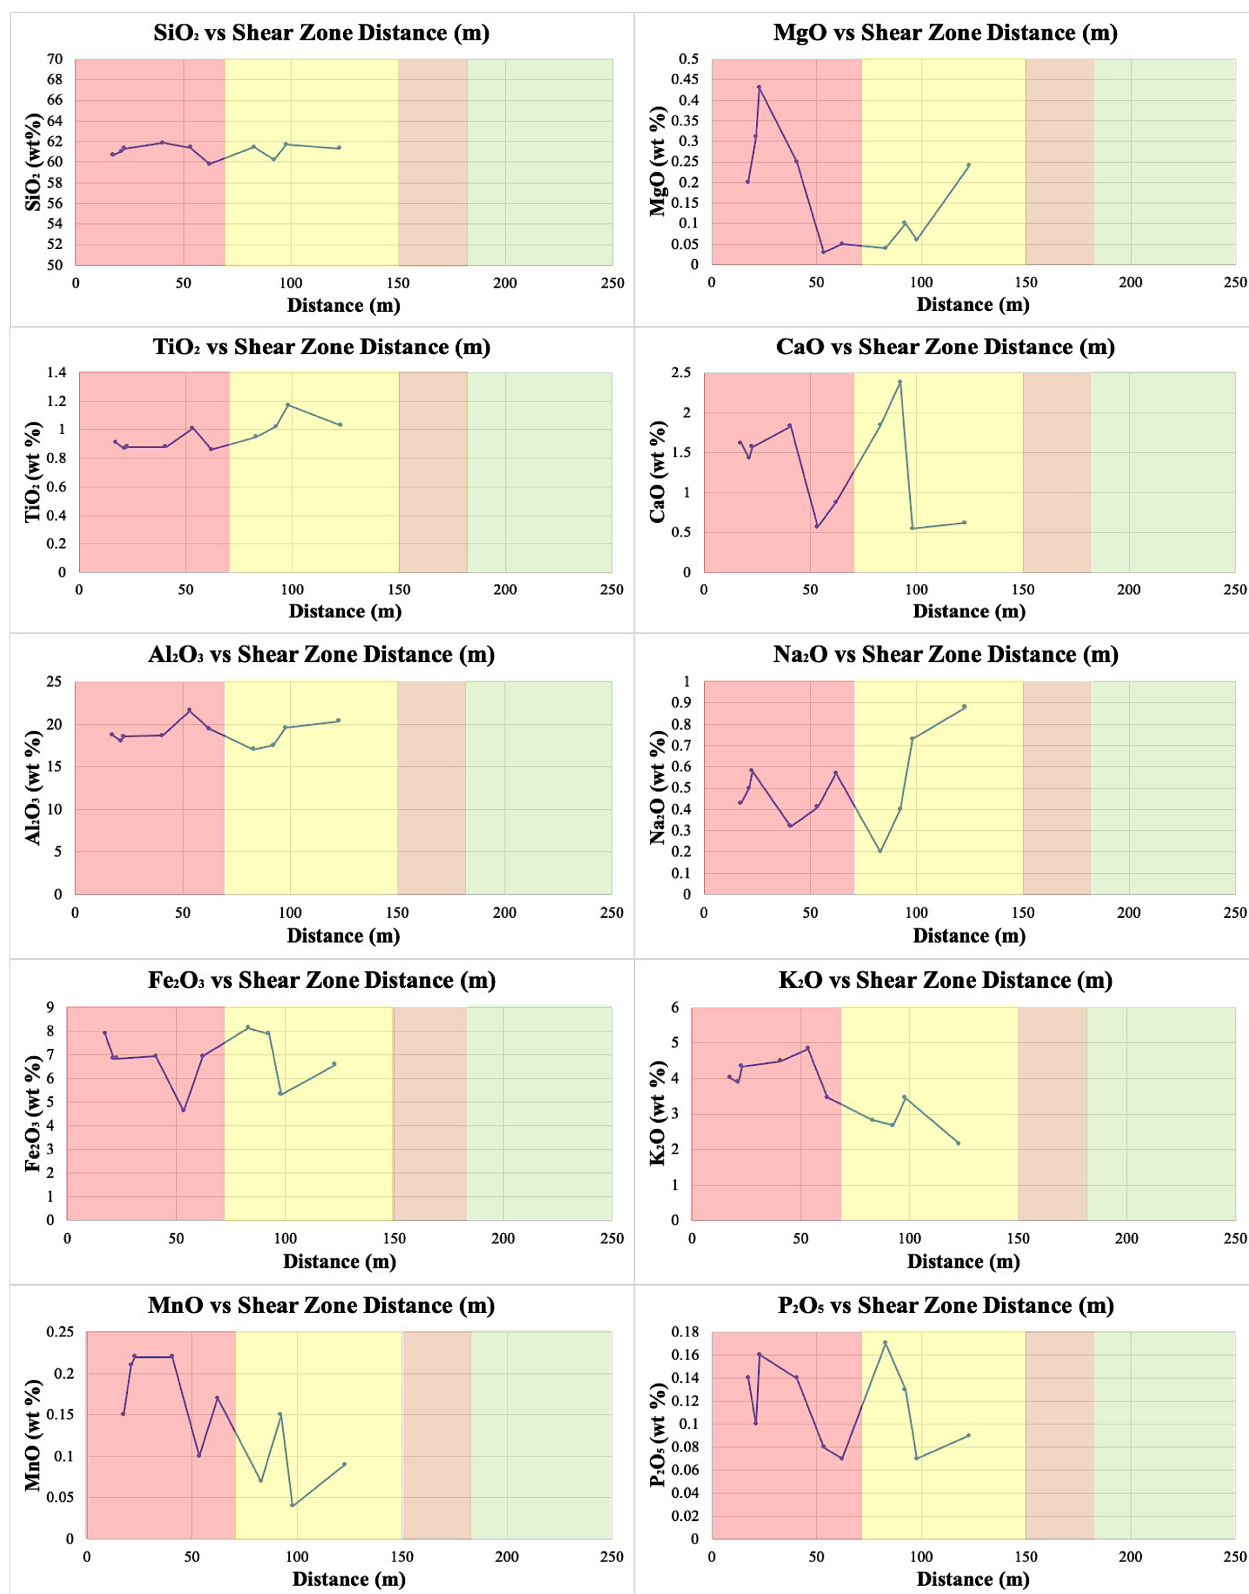 SiO₂ vs Shear Zone Distance (m)
SiO₂ (wt%)
70
68
66
64
62
60
58
56
54
52
50
0 50 100 150 200 250
Distance (m)
MgO vs Shear Zone Distance (m)
MgO (wt %)
0.5
0.45
0.4
0.35
0.3
0.25
0.2
0.15
0.1
0.05
0
0 50 100 150 200 250
Distance (m)
TiO₂ vs Shear Zone Distance (m)
TiO₂ (wt %)
1.4
1.2
1
0.8
0.6
0.4
0.2
0
0 50 100 150 200 250
Distance (m)
CaO vs Shear Zone Distance (m)
CaO (wt %)
2.5
2
1.5
1
0.5
0
0 50 100 150 200 250
Distance (m)
Al₂O₃ vs Shear Zone Distance (m)
Al₂O₃ (wt %)
25
20
15
10
5
0
0 50 100 150 200 250
Distance (m)
Na₂O vs Shear Zone Distance (m)
Na₂O (wt %)
1
0.9
0.8
0.7
0.6
0.5
0.4
0.3
0.2
0.1
0
0 50 100 150 200 250
Distance (m)
Fe₂O₃ vs Shear Zone Distance (m)
Fe₂O₃ (wt %)
9
8
7
6
5
4
3
2
1
0
0 50 100 150 200 250
Distance (m)
K₂O vs Shear Zone Distance (m)
K₂O (wt %)
6
5
4
3
2
1
0
0 50 100 150 200 250
Distance (m)
MnO vs Shear Zone Distance (m)
MnO (wt %)
0.25
0.2
0.15
0.1
0.05
0
0 50 100 150 200 250
Distance (m)
P₂O₅ vs Shear Zone Distance (m)
P₂O₅ (wt %)
0.18
0.16
0.14
0.12
0.1
0.08
0.06
0.04
0.02
0
0 50 100 150 200 250
Distance (m)